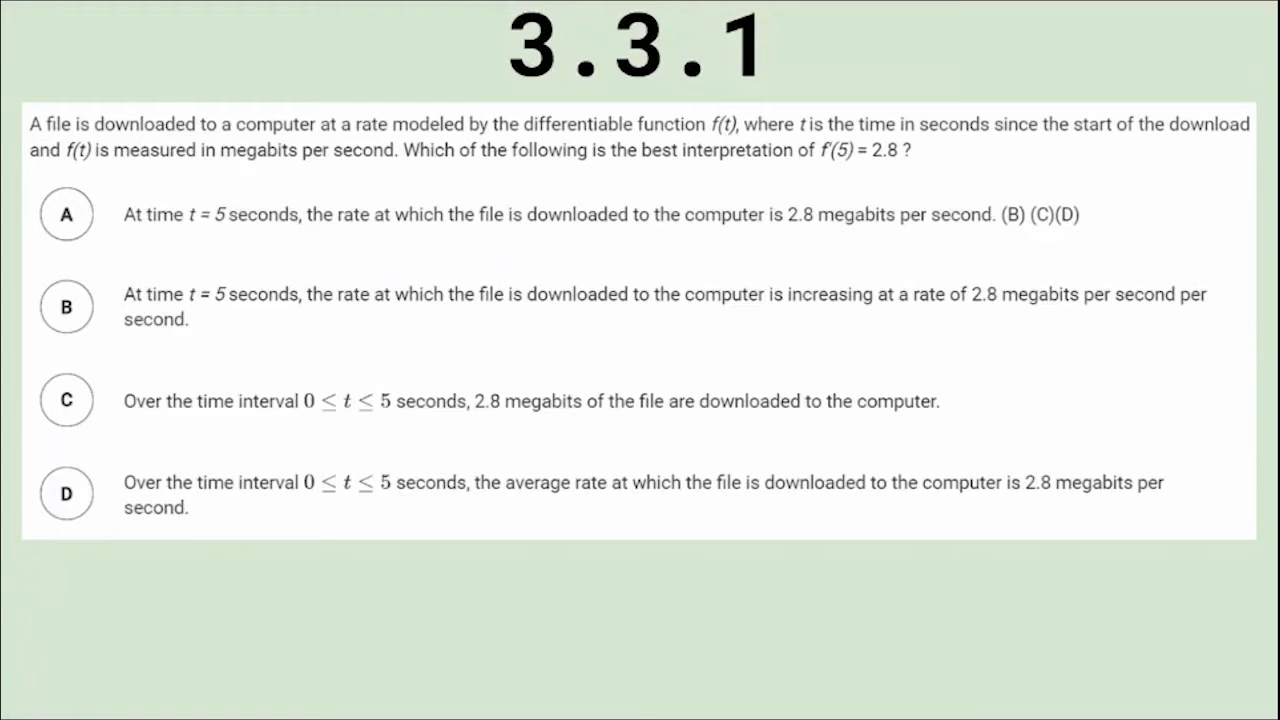 3.3.1
A file is downloaded to a computer at a rate modeled by the differentiable function f(t), where t is the time in seconds since the start of the download
and f(t) is measured in megabits per second. Which of the following is the best interpretation of f'(5) = 2.8 ?
A At time t = 5 seconds, the rate at which the file is downloaded to the computer is 2.8 megabits per second. (B) (C)(D)
B At time t = 5 seconds, the rate at which the file is downloaded to the computer is increasing at a rate of 2.8 megabits per second per
second.
C Over the time interval 0 ≤ t ≤ 5 seconds, 2.8 megabits of the file are downloaded to the computer.
D Over the time interval 0 ≤ t ≤ 5 seconds, the average rate at which the file is downloaded to the computer is 2.8 megabits per
second.